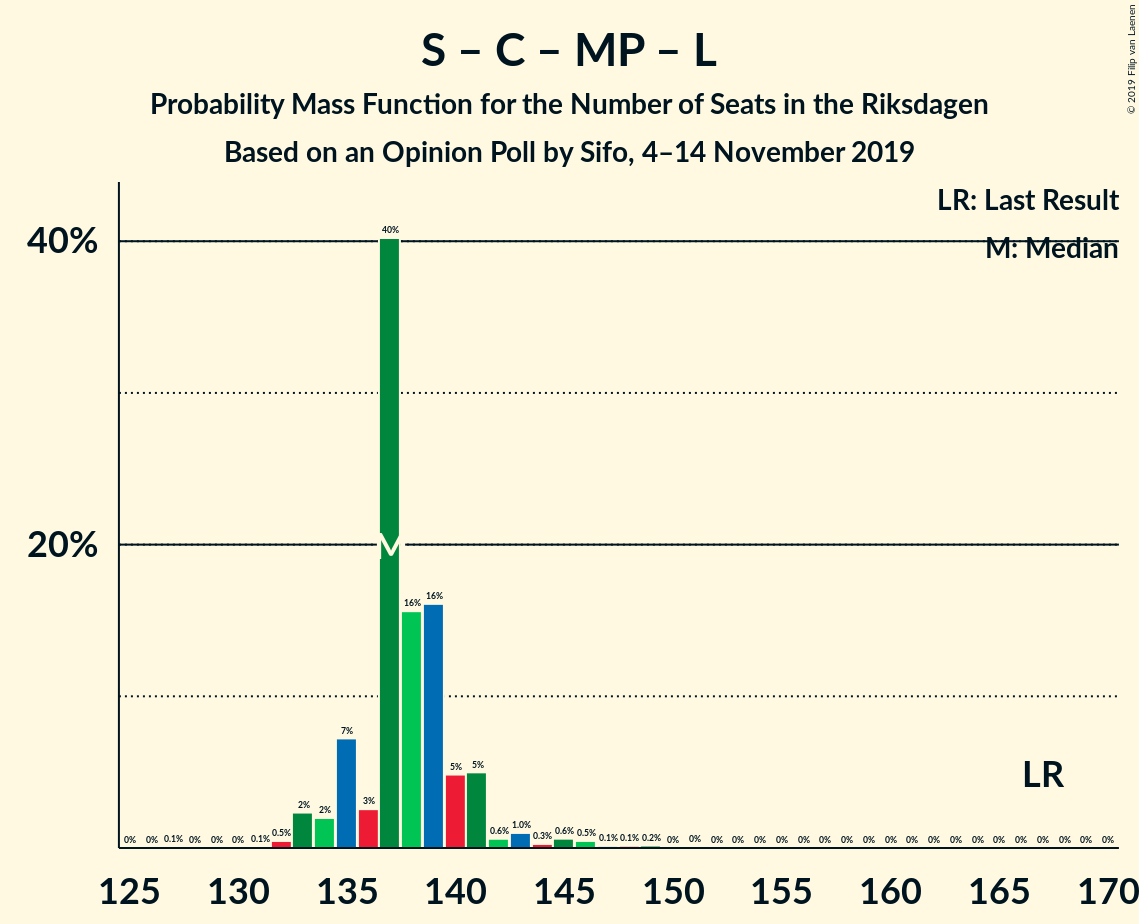 S – C – MP – L
Probability Mass Function for the Number of Seats in the Riksdagen
Based on an Opinion Poll by Sifo, 4–14 November 2019
© 2019 Filip van Laenen
LR: Last Result
M: Median
40%
20%
40%
M
16%
16%
7%
5%
5%
3%
2%
2%
LR
0% 0% 0.1% 0% 0% 0% 0.1% 0.5% 0.6% 1.0% 0.3% 0.6% 0.5% 0.1% 0.1% 0.2% 0% 0% 0% 0% 0% 0% 0% 0% 0% 0% 0% 0% 0% 0% 0% 0% 0% 0% 0% 0% 0%
125 130 135 140 145 150 155 160 165 170